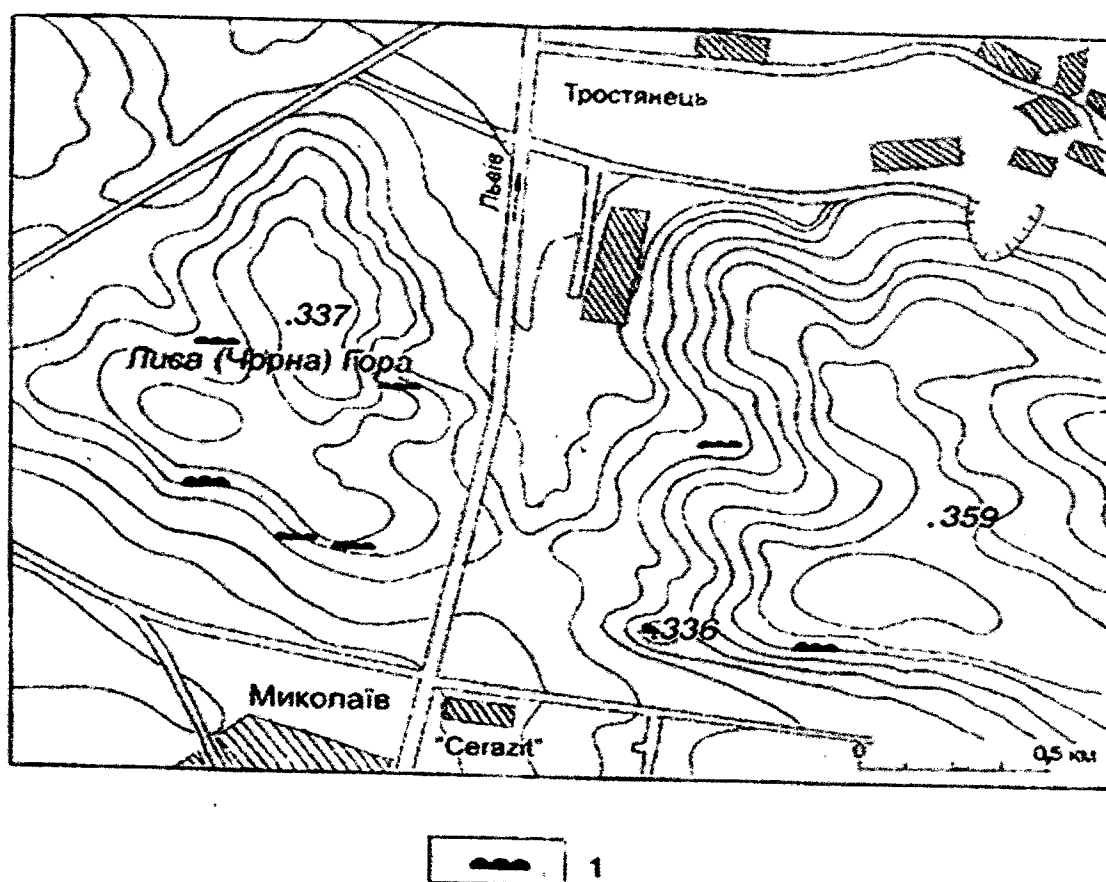 Тростянець
Львів
.337
Лиса (Чорна) Гора
.359
336
Миколаїв
"Cerazit"
0 0,5 км
1